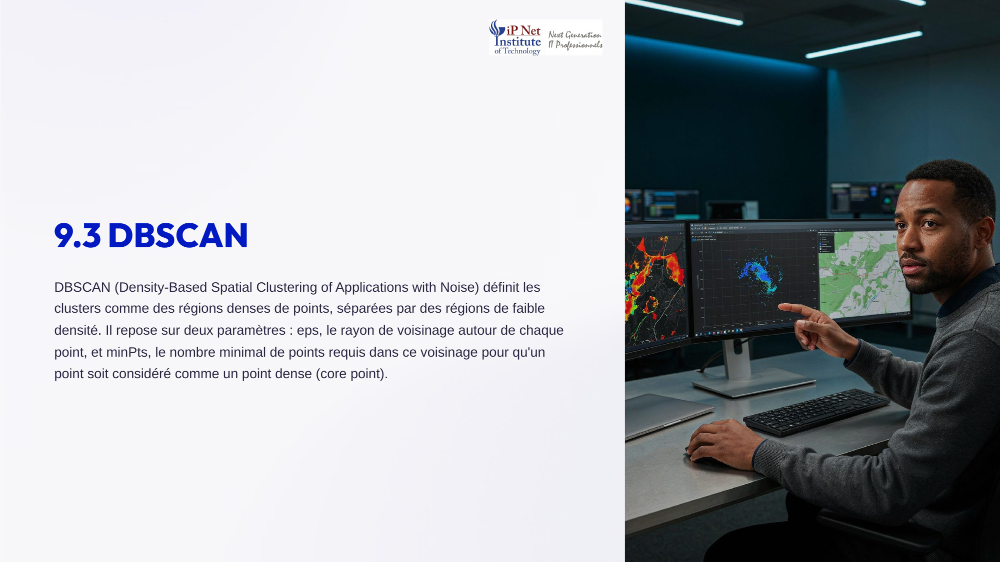 iP Net
Institute
of Technology
Next Generation
IT Professionnels
9.3 DBSCAN
DBSCAN (Density-Based Spatial Clustering of Applications with Noise) définit les
clusters comme des régions denses de points, séparées par des régions de faible
densité. Il repose sur deux paramètres : eps, le rayon de voisinage autour de chaque
point, et minPts, le nombre minimal de points requis dans ce voisinage pour qu'un
point soit considéré comme un point dense (core point).